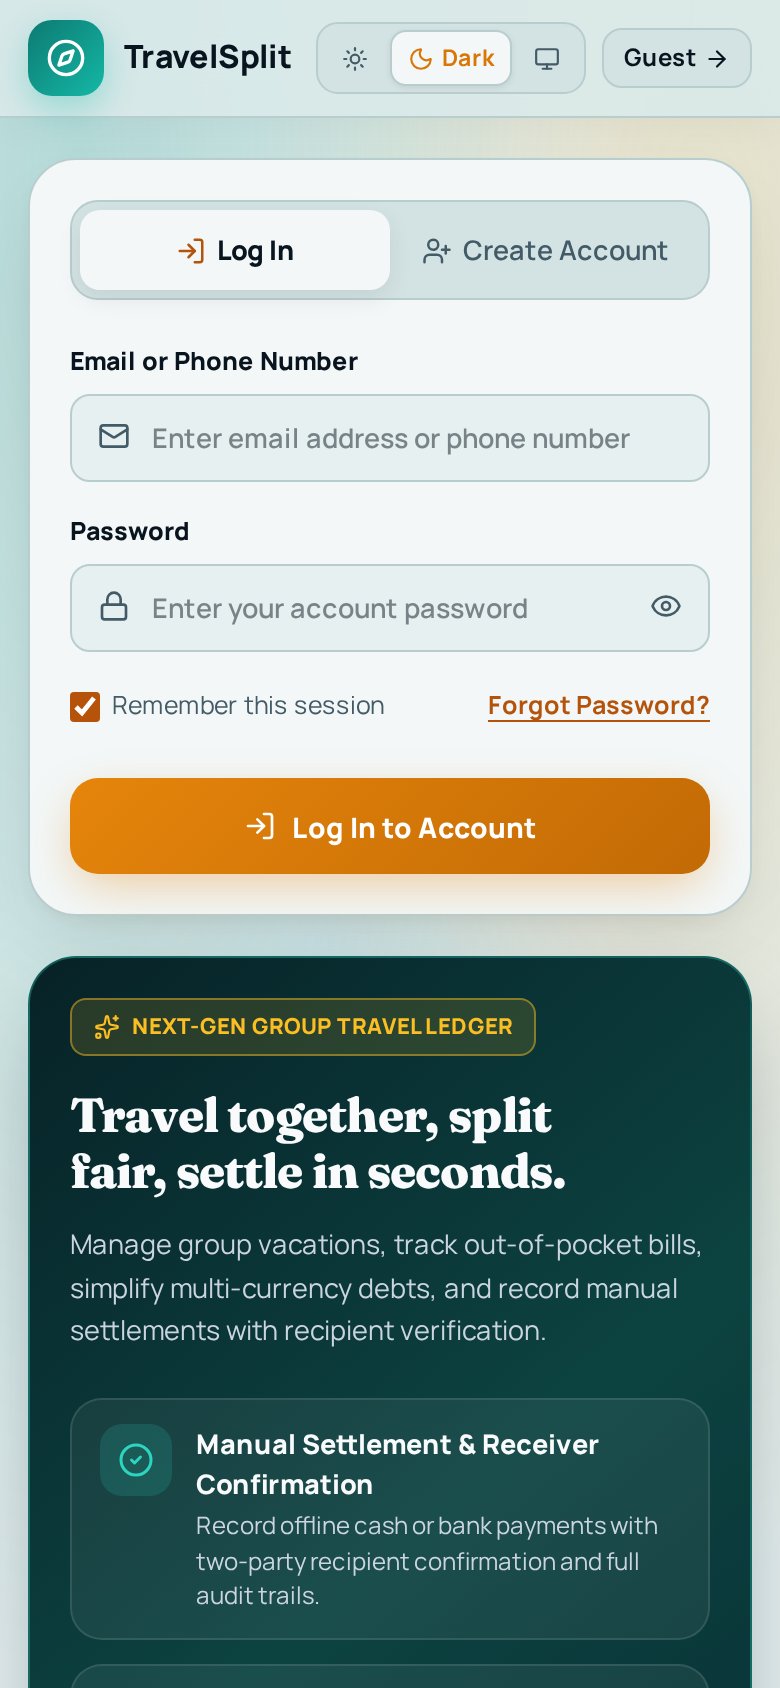 TravelSplit
Dark
Guest →
Log In
Create Account
Email or Phone Number
Enter email address or phone number
Password
Enter your account password
Remember this session
Forgot Password?
Log In to Account
NEXT-GEN GROUP TRAVEL LEDGER
Travel together, split
fair, settle in seconds.
Manage group vacations, track out-of-pocket bills,
simplify multi-currency debts, and record manual
settlements with recipient verification.
Manual Settlement & Receiver
Confirmation
Record offline cash or bank payments with
two-party recipient confirmation and full
audit trails.